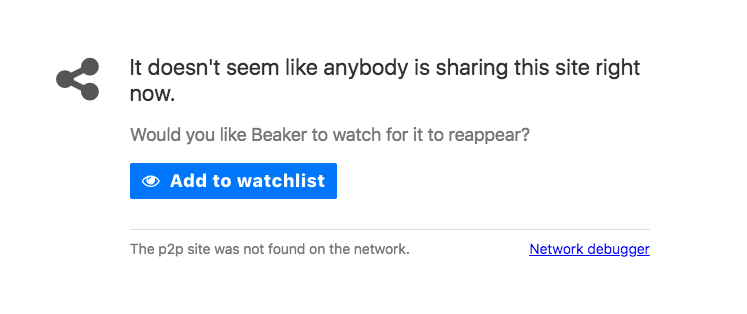 It doesn't seem like anybody is sharing this site right
now.
Would you like Beaker to watch for it to reappear?
Add to watchlist
The p2p site was not found on the network.
Network debugger